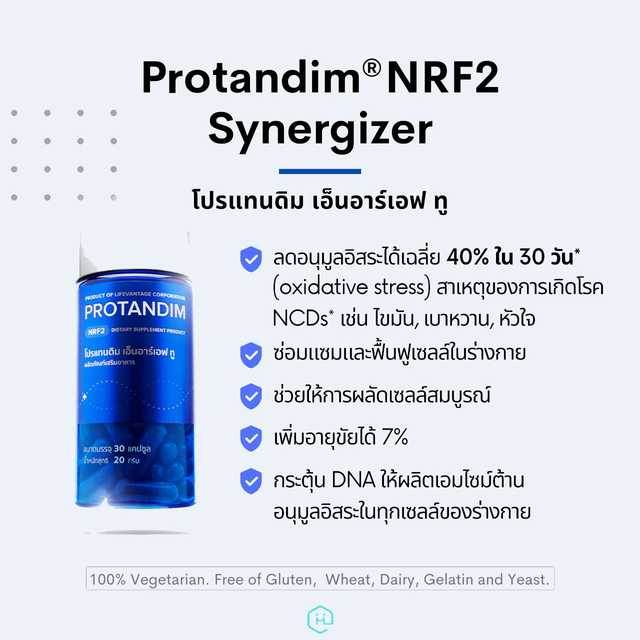 Protandim® NRF2
Synergizer
โปรแทนดิม เอ็นอาร์เอฟ ทู
ลดอนุมูลอิสระได้เฉลี่ย 40% ใน 30 วัน*
(oxidative stress) สาเหตุของการเกิดโรค
NCDs* เช่น ไขมัน, เบาหวาน, หัวใจ
ซ่อมแซมและฟื้นฟูเซลล์ในร่างกาย
ช่วยให้การผลัดเซลล์สมบูรณ์
เพิ่มอายุขัยได้ 7%
กระตุ้น DNA ให้ผลิตเอมไซม์ต้าน
อนุมูลอิสระในทุกเซลล์ของร่างกาย
PRODUCT OF LIFEVANTAGE CORPORATION
PROTANDIM
NRF2 DIETARY SUPPLEMENT PRODUCT
โปรแทนดิม เอ็นอาร์เอฟ ทู
ผลิตภัณฑ์เสริมอาหาร
ขนาดบรรจุ 30 แคปซูล
น้ำหนักสุทธิ 20 กรัม
100% Vegetarian. Free of Gluten, Wheat, Dairy, Gelatin and Yeast.